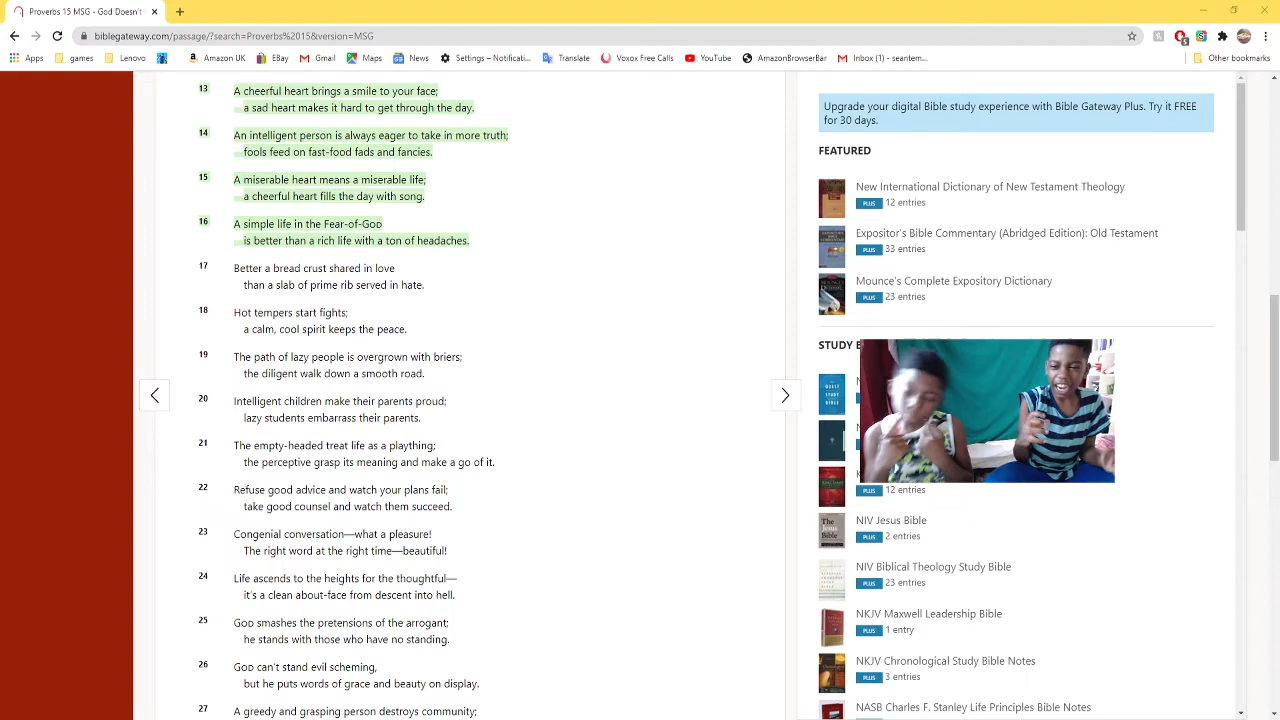 Proverbs 15 MSG - God Doesn't
biblegateway.com/passage/?search=Proverbs%2015&version=MSG
Apps
games
Lenovo
Amazon UK
EBay
Gmail
Maps
News
Settings – Notificati...
Translate
Voxox Free Calls
YouTube
AmazonBrowserBar
Inbox (1) - seantem...
Other bookmarks
13 A cheerful heart brings a smile to your face;
a sad heart makes it hard to get through the day.
14 An intelligent person is always eager to take in more truth;
fools feed on fast-food fads and fancies.
15 A miserable heart means a miserable life;
a cheerful heart fills the day with song.
16 A simple life in the Fear-of-God
is better than a rich life with a ton of headaches.
17 Better a bread crust shared in love
than a slab of prime rib served in hate.
18 Hot tempers start fights;
a calm, cool spirit keeps the peace.
19 The path of lazy people is overgrown with briers;
the diligent walk down a smooth road.
20 Intelligent children make their parents proud;
lazy students embarrass their parents.
21 The empty-headed treat life as a plaything;
the perceptive grasp its meaning and make a go of it.
22 Refuse good advice and watch your plans fail;
take good counsel and watch them succeed.
23 Congenial conversation—what a pleasure!
The right word at the right time—beautiful!
Life ascends to the heights for the thoughtful—
it's a clean about-face from descent into hell.
25 God smashes the pretensions of the arrogant;
he stands with those who have no standing.
26 God can't stand evil scheming,
but he puts words of grace and beauty on display.
27 A greedy and grasping person destroys community;
Upgrade your digital Bible study experience with Bible Gateway Plus. Try it FREE
for 30 days.
FEATURED
New International Dictionary of New Testament Theology
PLUS 12 entries
Expositor's Bible Commentary (Abridged Edition): Old Testament
PLUS 33 entries
Mounce's Complete Expository Dictionary
PLUS 23 entries
STUDY
PLUS 12 entries
NIV Jesus Bible
PLUS 2 entries
NIV Biblical Theology Study Bible
PLUS 23 entries
NKJV Maxwell Leadership Bible
PLUS 1 entry
NKJV Chronological Study Bible Notes
PLUS 3 entries
NASB Charles F. Stanley Life Principles Bible Notes